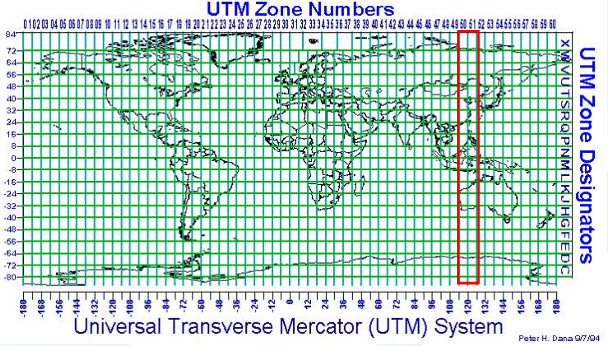 UTM Zone Numbers
01 02 03 04 05 06 07 08 09 10 11 12 13 14 15 16 17 18 19 20 21 22 23 24 25 26 27 28 29 30 31 32 33 34 35 36 37 38 39 40 41 42 43 44 45 46 47 48 49 50 51 52 53 54 55 56 57 58 59 60
84
72
64
56
48
40
32
24
16
8
0
-8
-16
-24
-32
-40
-48
-56
-64
-72
-80
X
W
V
U
T
S
R
Q
P
N
M
L
K
J
H
G
F
E
D
C
UTM Zone Designators
-180 -168 -156 -144 -132 -120 -108 -96 -84 -72 -60 -48 -36 -24 -12 0 12 24 36 48 60 72 84 96 108 120 132 144 156 168 180
Universal Transverse Mercator (UTM) System
Peter H. Dana 9/7/94